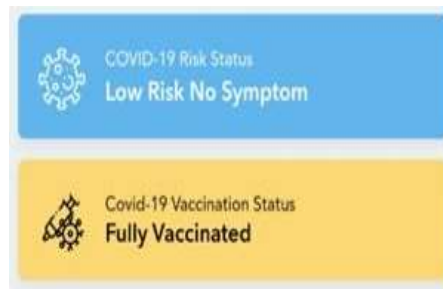 COVID-19 Risk Status
Low Risk No Symptom
Covid-19 Vaccination Status
Fully Vaccinated